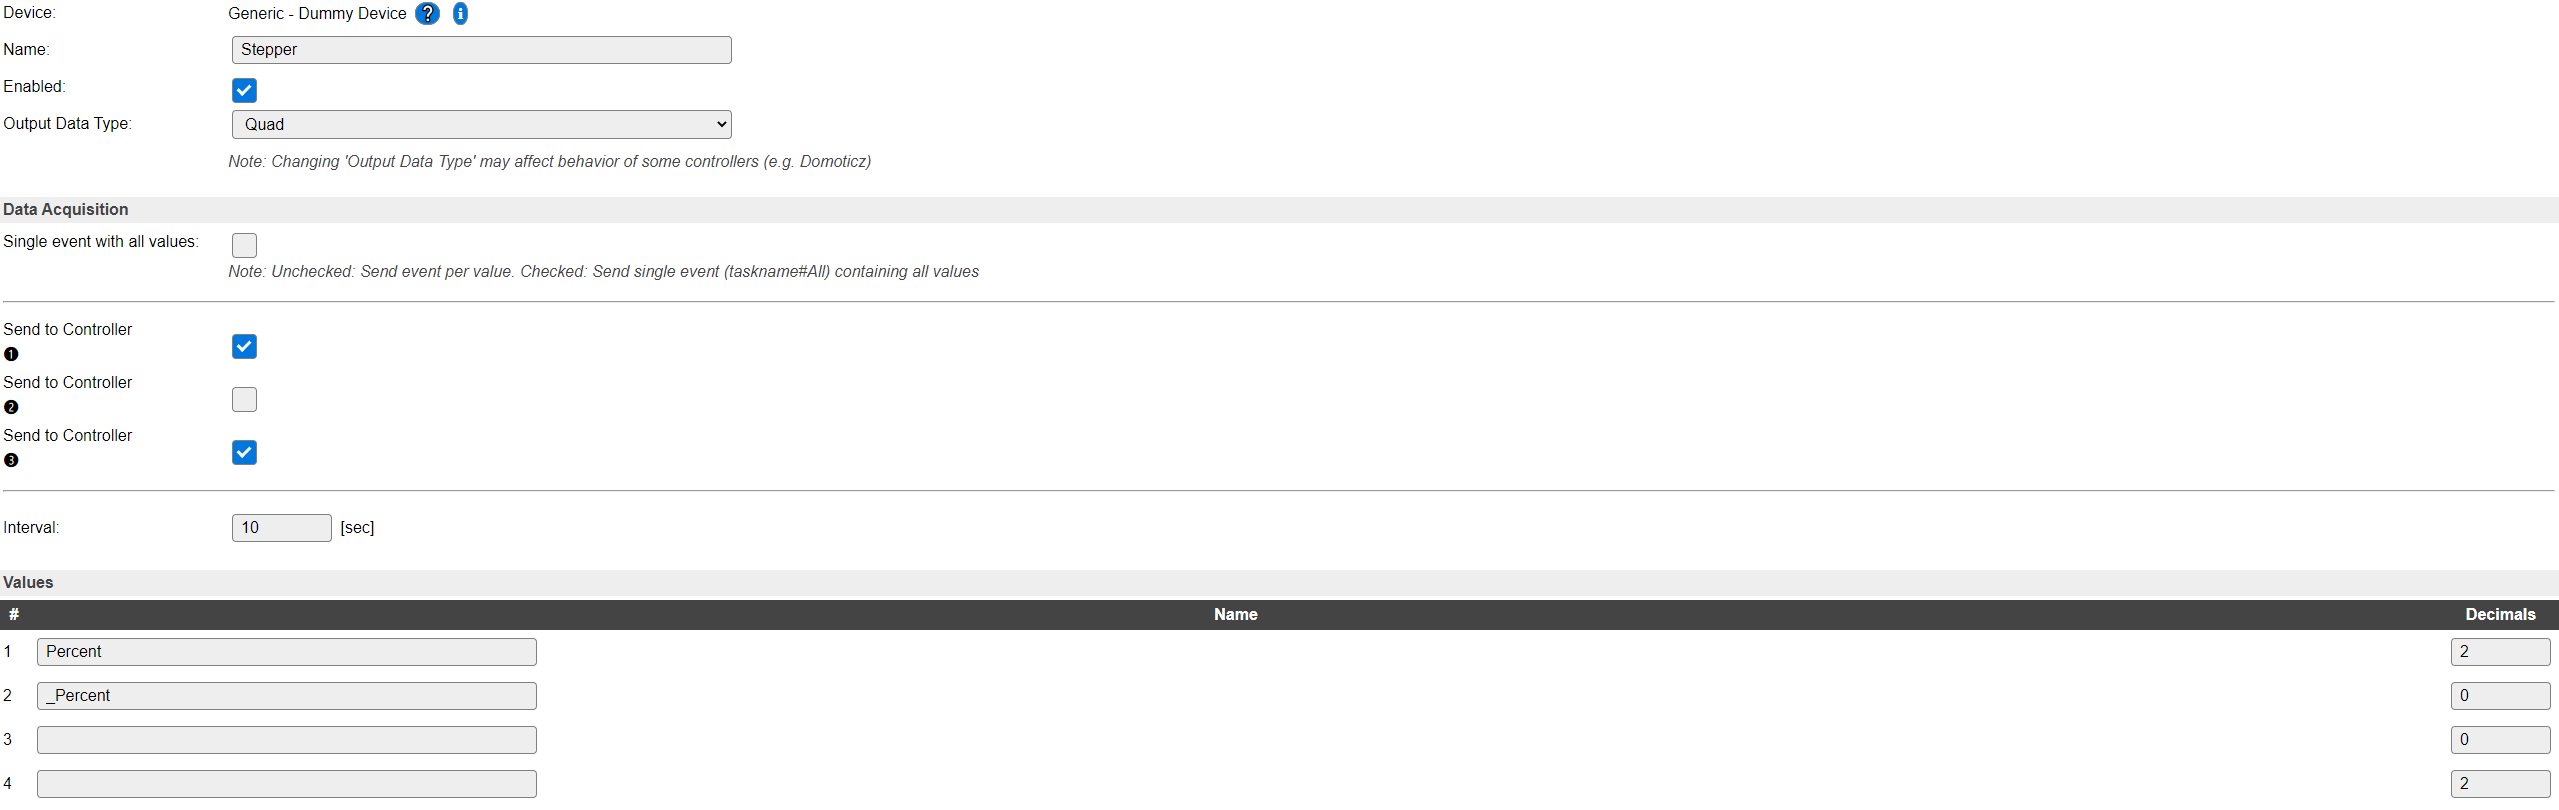 Device: Generic - Dummy Device ? i
Name: Stepper
Enabled:
Output Data Type: Quad
Note: Changing 'Output Data Type' may affect behavior of some controllers (e.g. Domoticz)
Data Acquisition
Single event with all values:
Note: Unchecked: Send event per value. Checked: Send single event (taskname#All) containing all values
Send to Controller
❶
Send to Controller
❷
Send to Controller
❸
Interval: 10 [sec]
Values
# Name Decimals
1 Percent 2
2 _Percent 0
3 0
4 2